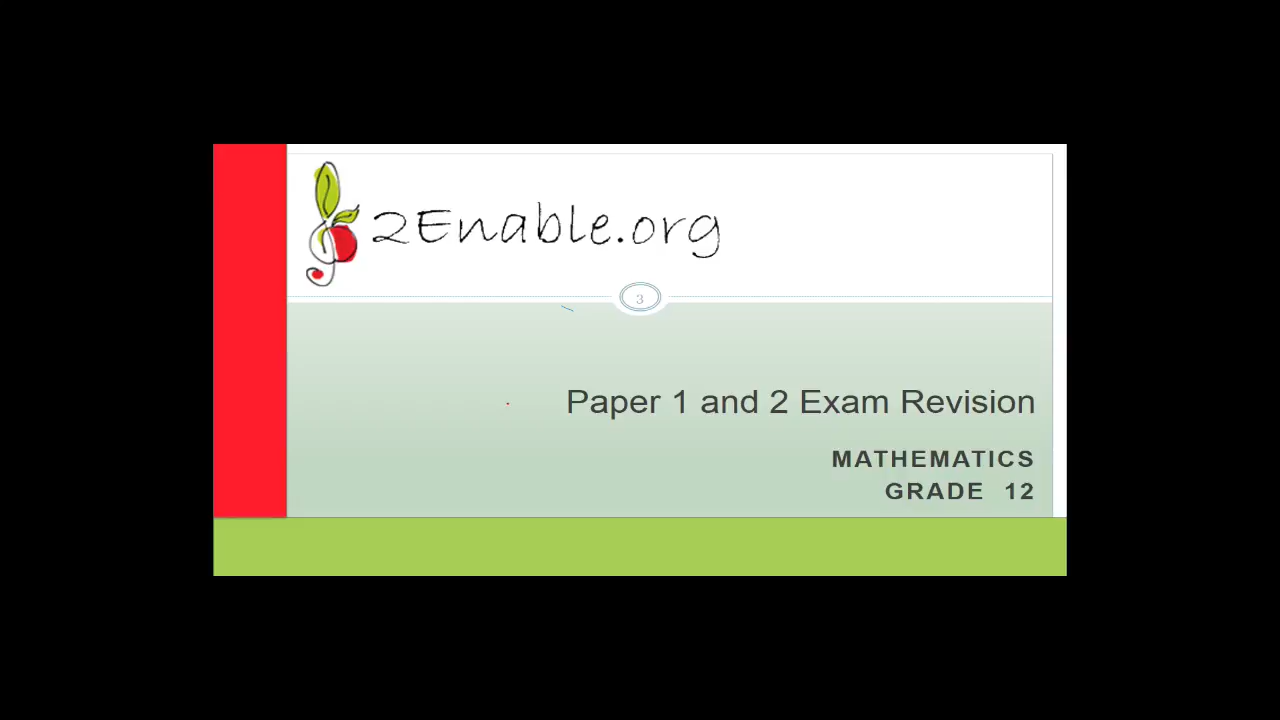 2Enable.org
3
Paper 1 and 2 Exam Revision
MATHEMATICS
GRADE 12